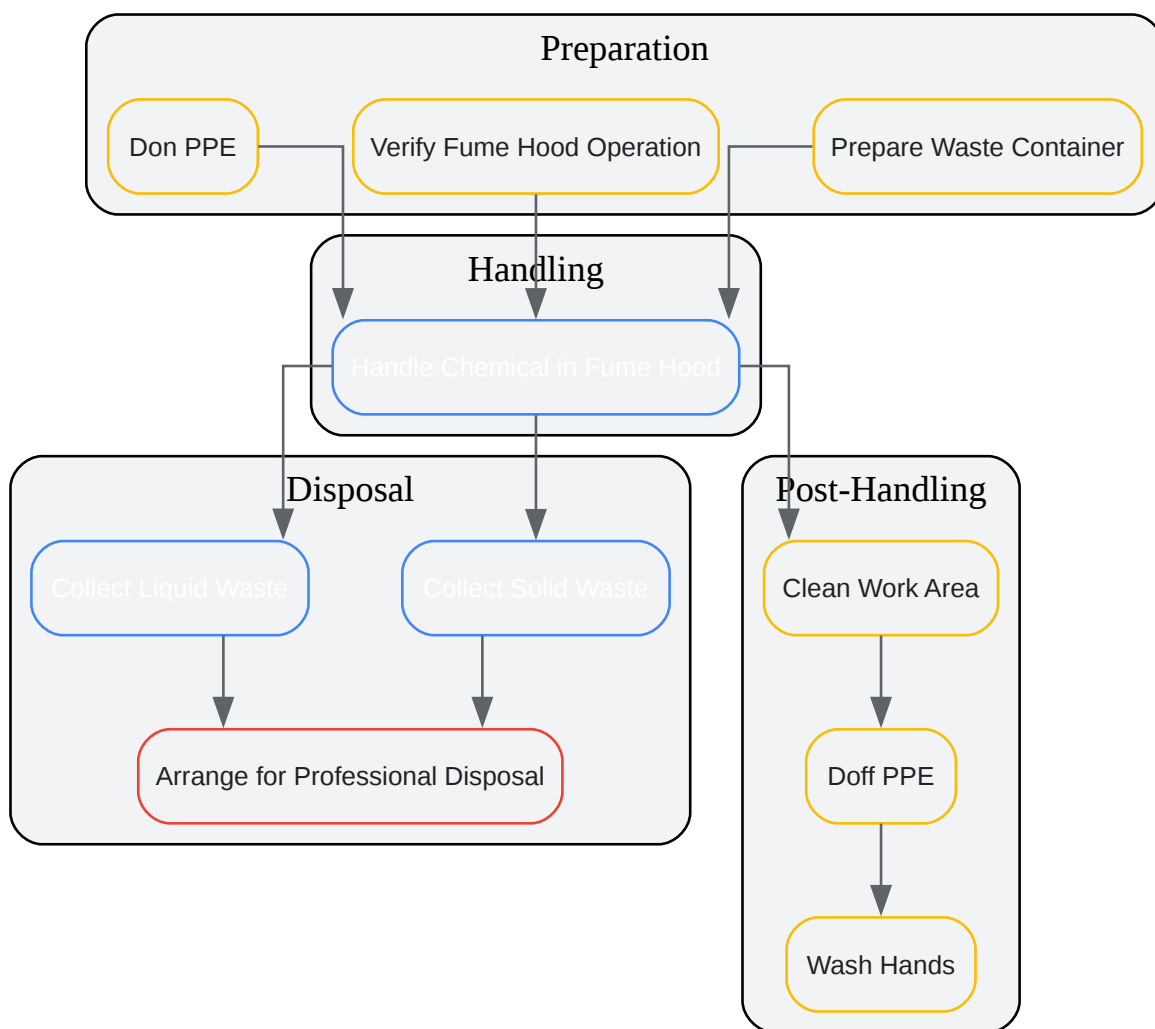 Preparation
Don PPE
Verify Fume Hood Operation
Prepare Waste Container
Handling
Handle Chemical in Fume Hood
Disposal
Post-Handling
Collect Liquid Waste
Collect Solid Waste
Clean Work Area
Arrange for Professional Disposal
Doff PPE
Wash Hands